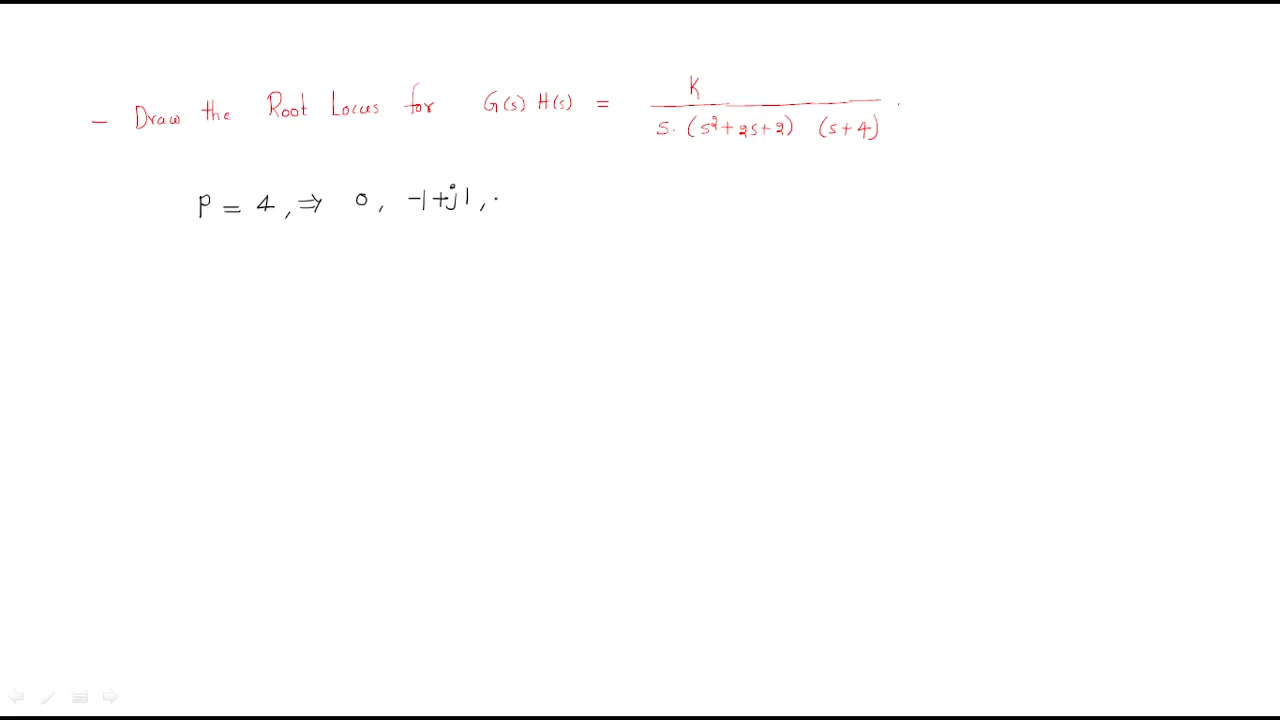 - Draw the Root Locus for G(s) H(s) = K / s. (s²+2s+2) (s+4)
P = 4, ⇒ 0, -1+j1, .